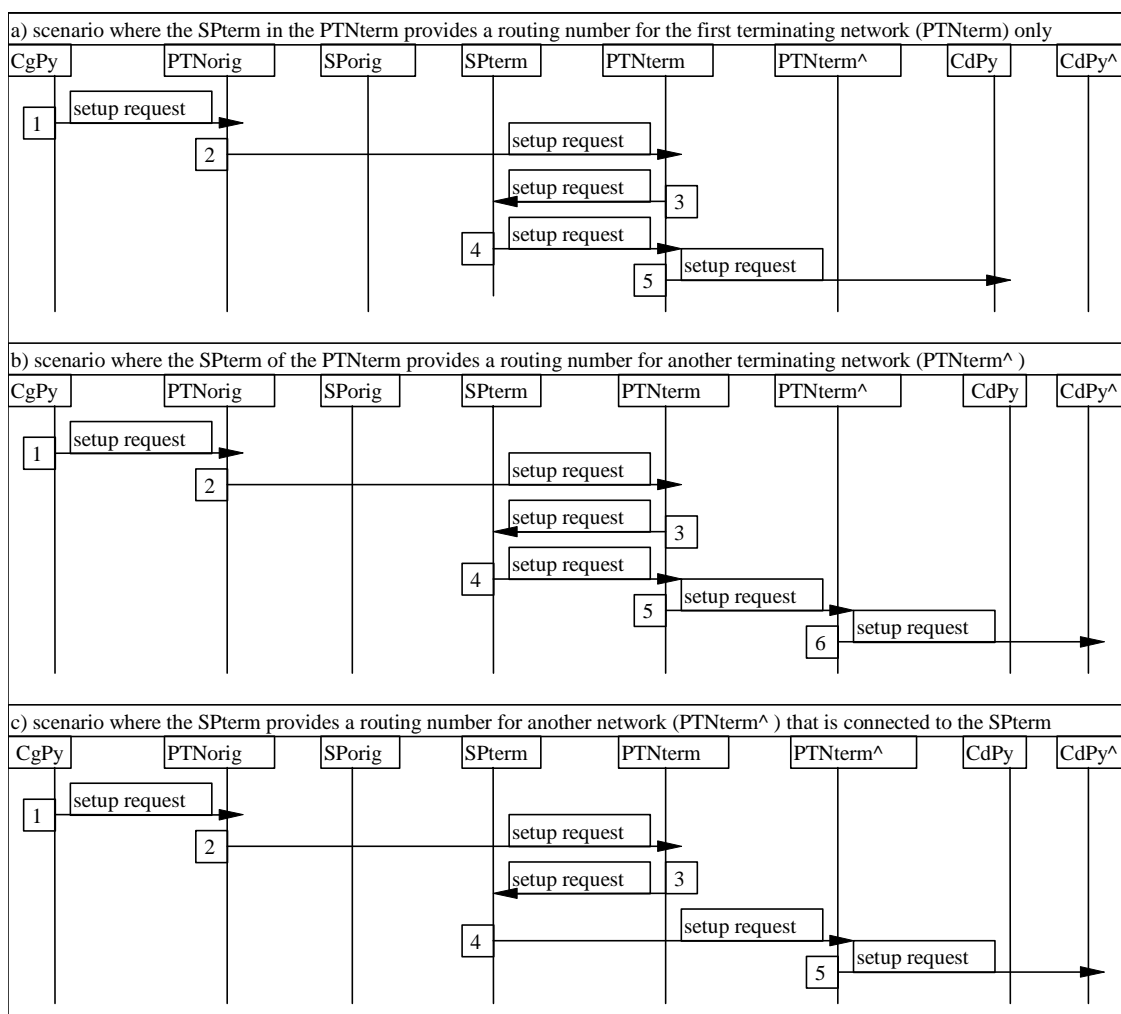 a) scenario where the SPterm in the PTNterm provides a routing number for the first terminating network (PTNterm) only
CgPy PTNorig SPorig SPterm PTNterm PTNterm^ CdPy CdPy^
1 setup request
2 setup request
setup request 3
4 setup request
5 setup request
b) scenario where the SPterm of the PTNterm provides a routing number for another terminating network (PTNterm^ )
CgPy PTNorig SPorig SPterm PTNterm PTNterm^ CdPy CdPy^
1 setup request
2 setup request
setup request 3
4 setup request
5 setup request
6 setup request
c) scenario where the SPterm provides a routing number for another network (PTNterm^ ) that is connected to the SPterm
CgPy PTNorig SPorig SPterm PTNterm PTNterm^ CdPy CdPy^
1 setup request
2 setup request
setup request 3
4 setup request
5 setup request